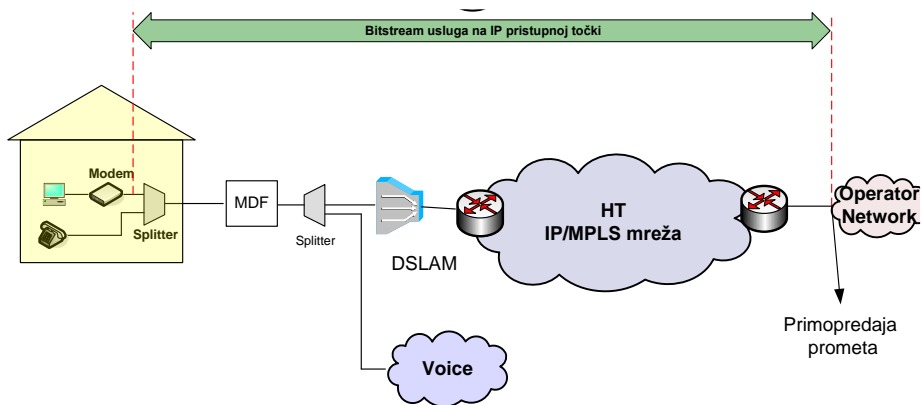 Bitstream usluga na IP pristupnoj točki
Modem
Splitter
MDF
Splitter
DSLAM
HT
IP/MPLS mreža
Operator
Network
Primopredaja
prometa
Voice